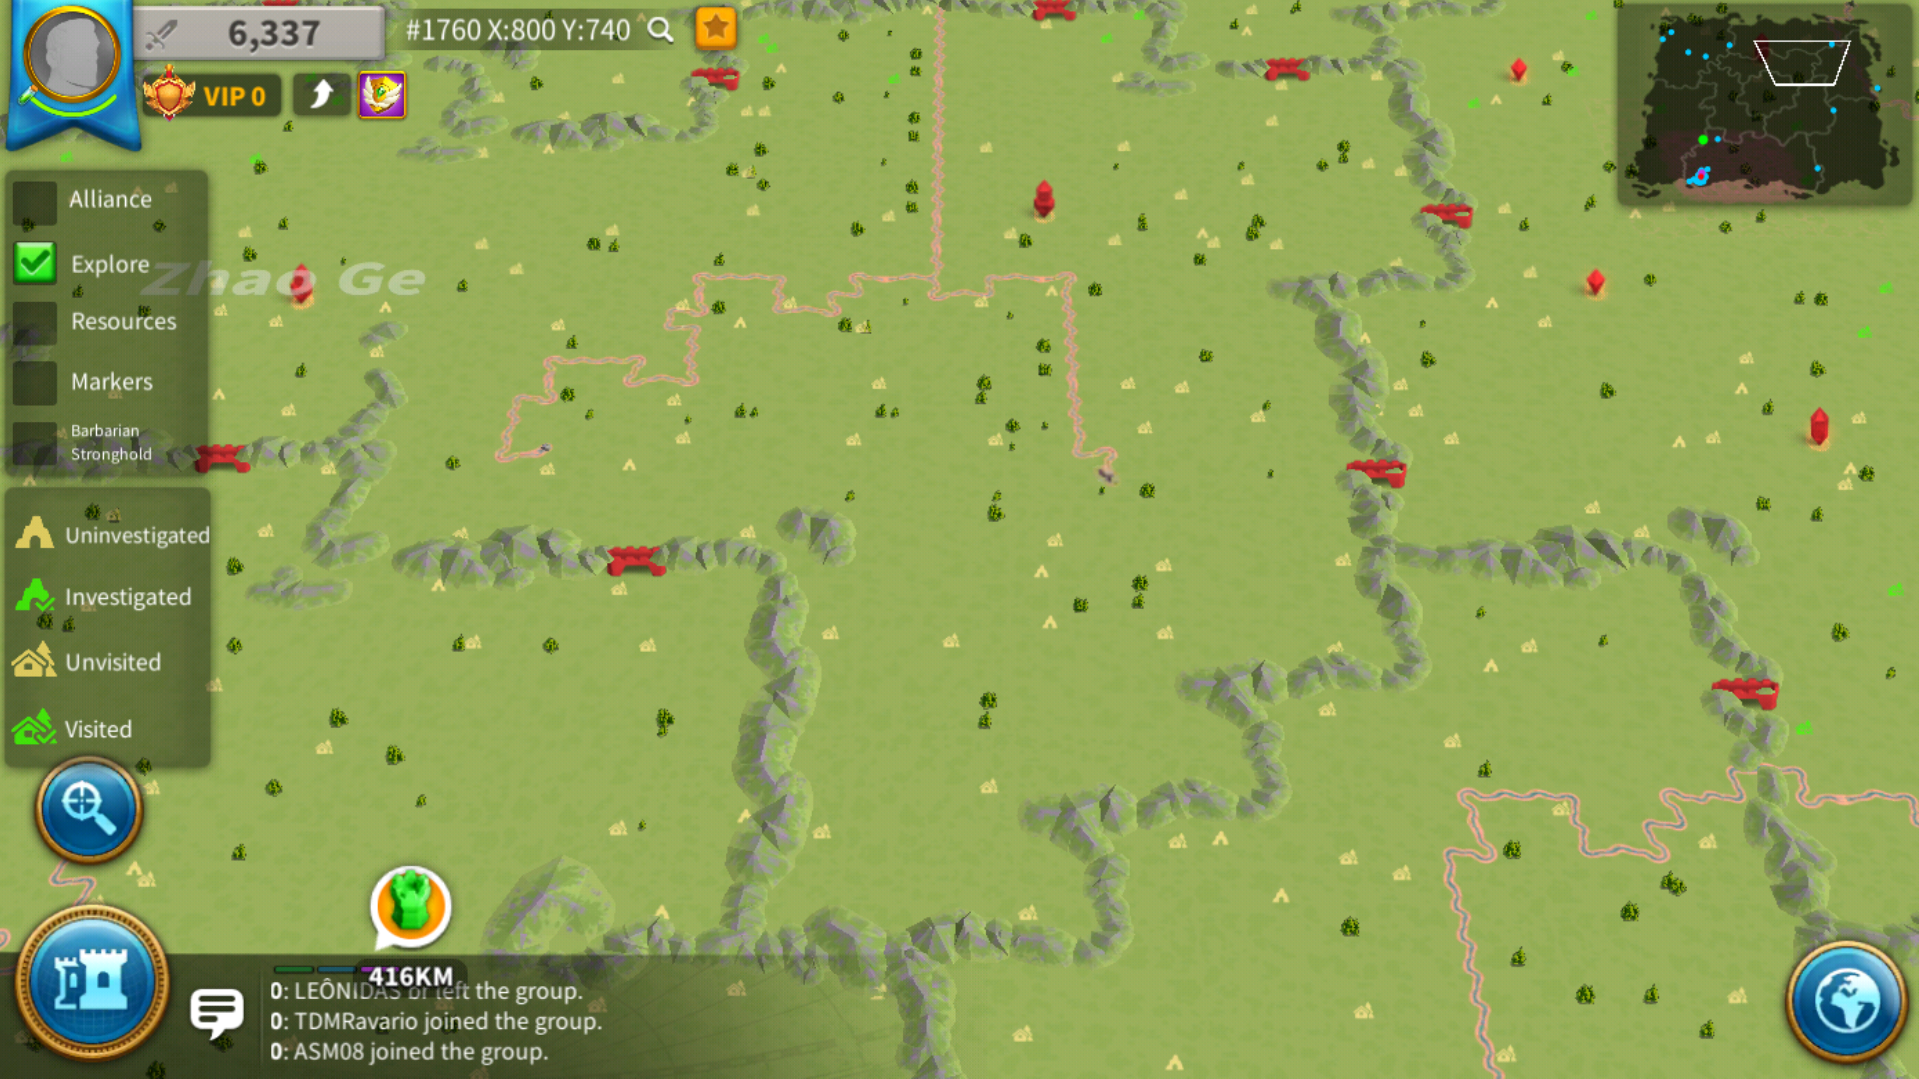 6,337
#1760 X:800 Y:740
VIP 0
Alliance
Explore
Zhao Ge
Resources
Markers
Barbarian
Stronghold
Uninvestigated
Investigated
Unvisited
Visited
416KM
0: LEÔNIDAS br left the group.
0: TDMRavario joined the group.
0: ASM08 joined the group.